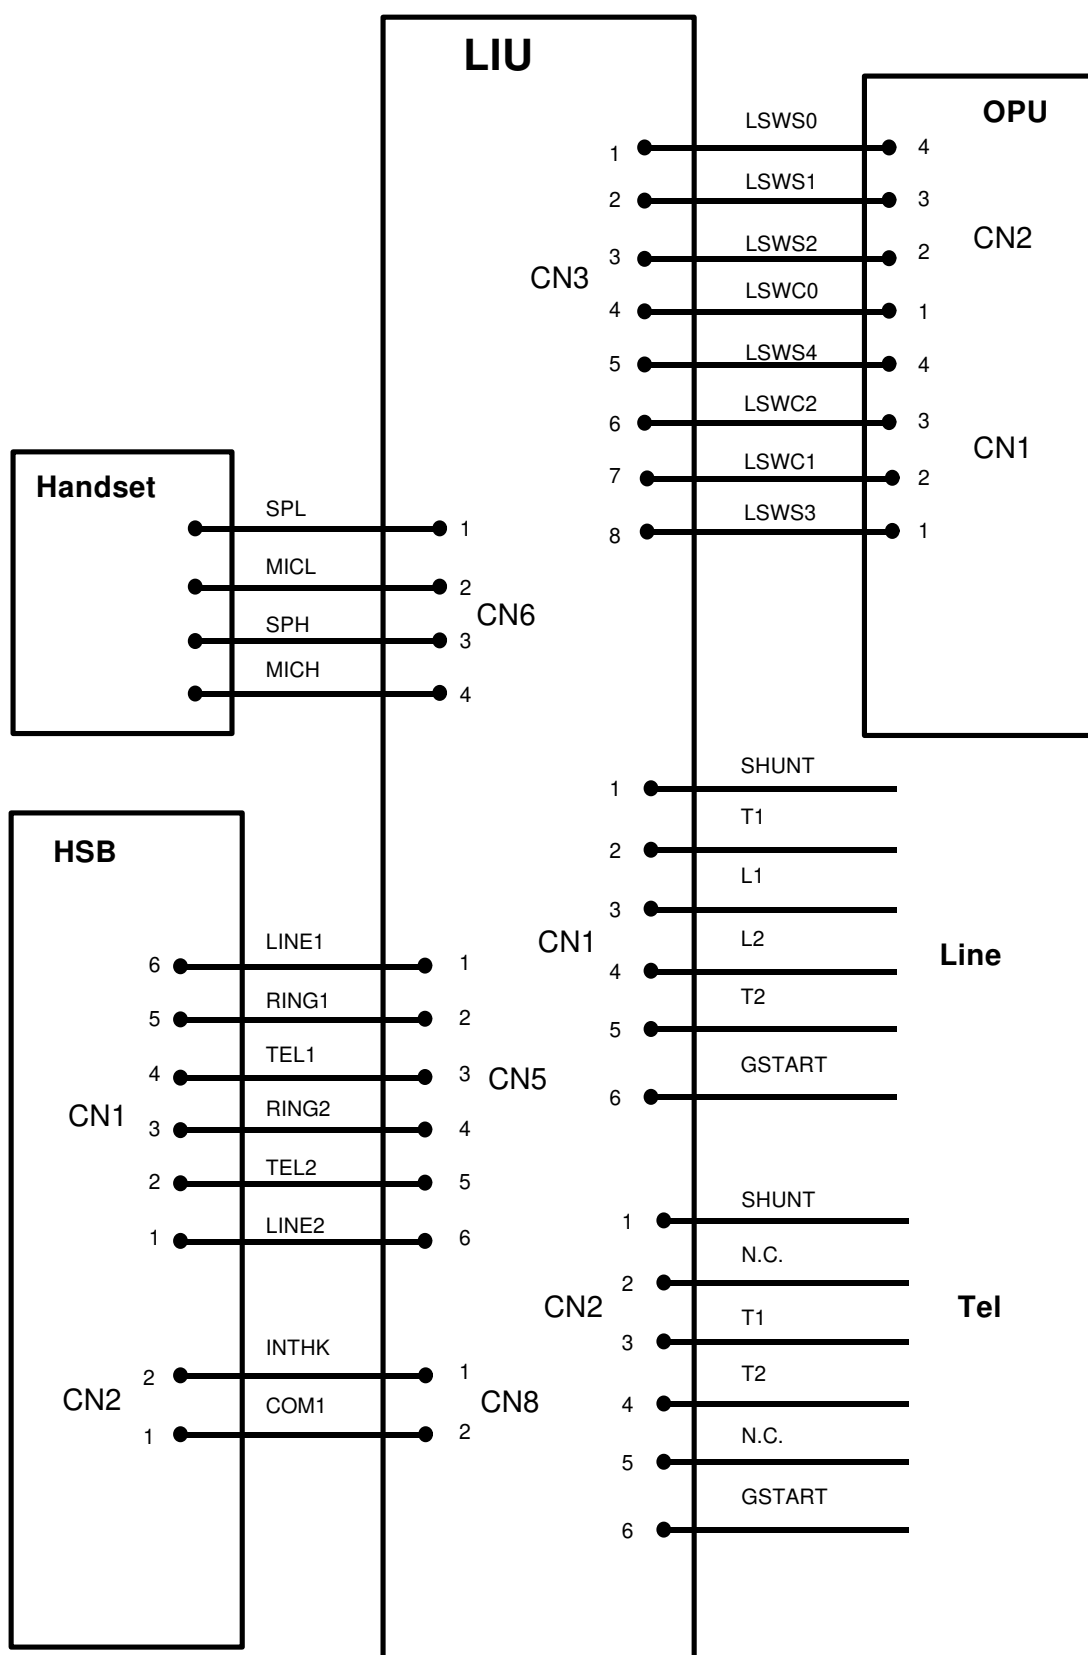 LIU
OPU
LSWS0
1 4
LSWS1
2 3
LSWS2
3 2
CN3
CN2
LSWC0
4 1
LSWS4
5 4
LSWC2
6 3
CN1
LSWC1
7 2
LSWS3
8 1
Handset
SPL
1
MICL
2
CN6
SPH
3
MICH
4
SHUNT
1
T1
2
L1
3
CN1
L2
4
Line
T2
5
GSTART
6
HSB
LINE1
6 1
RING1
5 2
TEL1
4 3
CN1
CN5
RING2
3 4
TEL2
2 5
LINE2
1 6
INTHK
2 1
CN2
CN8
COM1
1 2
SHUNT
1
N.C.
2
CN2
Tel
T1
3
T2
4
N.C.
5
GSTART
6